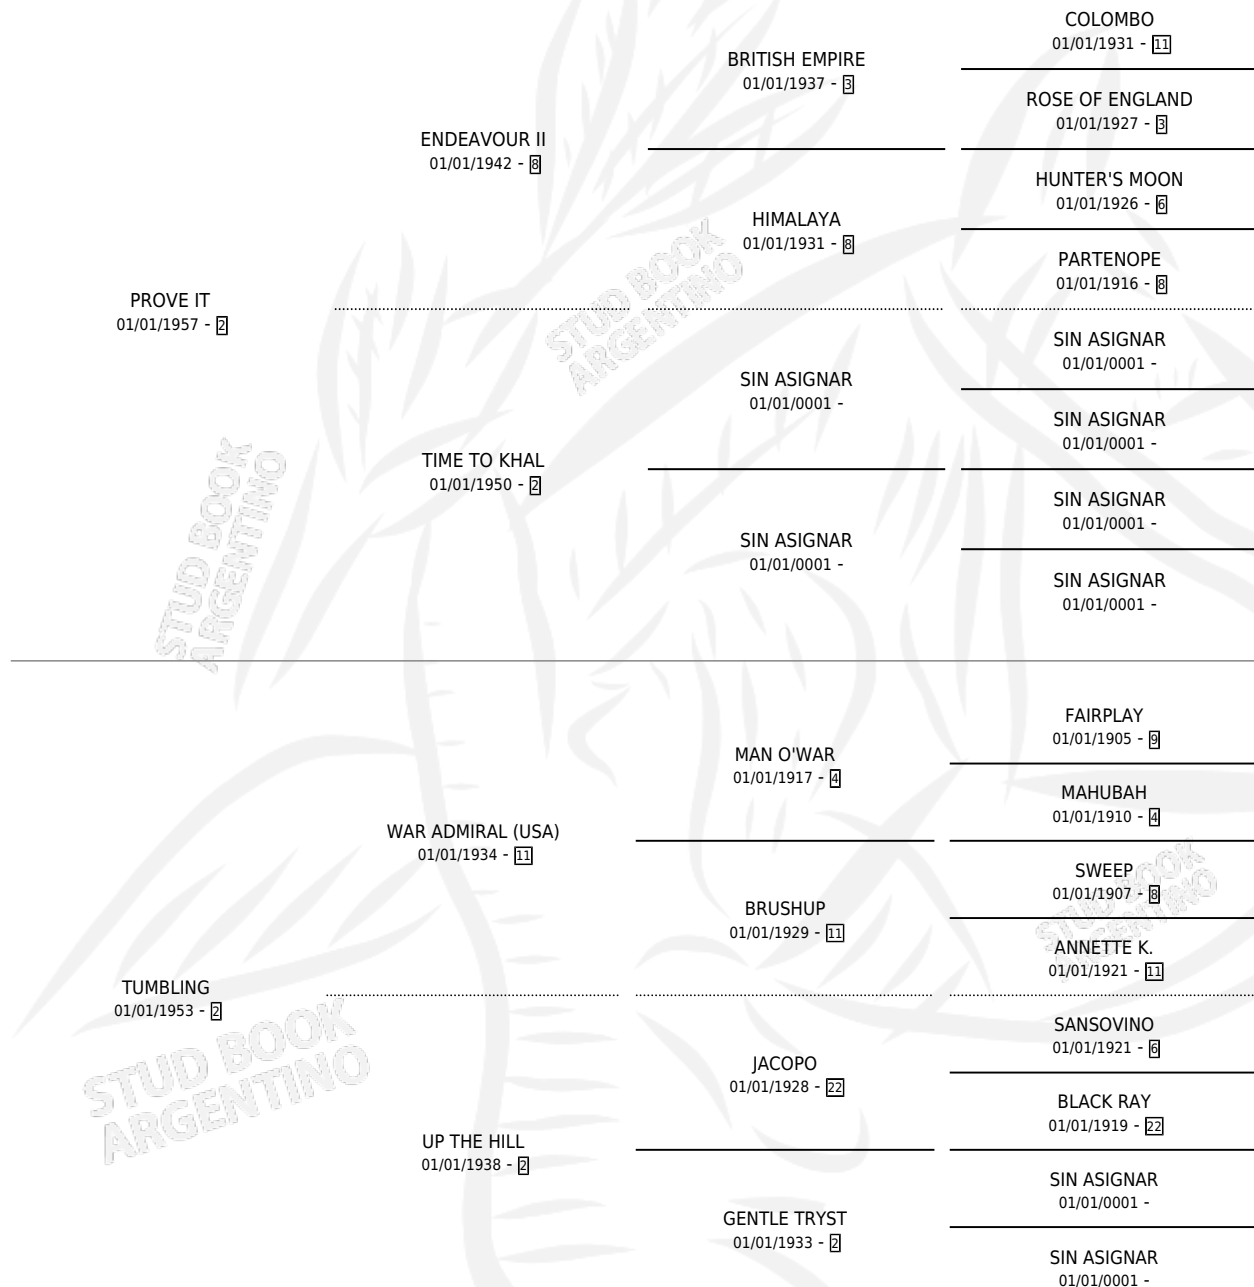 COLOMBO
01/01/1931 - 11
BRITISH EMPIRE
01/01/1937 - 3
ROSE OF ENGLAND
01/01/1927 - 3
ENDEAVOUR II
01/01/1942 - 8
HUNTER'S MOON
01/01/1926 - 6
HIMALAYA
01/01/1931 - 8
PARTENOPE
01/01/1916 - 8
PROVE IT
01/01/1957 - 2
SIN ASIGNAR
01/01/0001 -
SIN ASIGNAR
01/01/0001 -
SIN ASIGNAR
01/01/0001 -
TIME TO KHAL
01/01/1950 - 2
SIN ASIGNAR
01/01/0001 -
SIN ASIGNAR
01/01/0001 -
SIN ASIGNAR
01/01/0001 -
STUD BOOK
ARGENTINO
STUD BOOK
ARGENTINO
FAIRPLAY
01/01/1905 - 9
MAN O'WAR
01/01/1917 - 4
MAHUBAH
01/01/1910 - 4
WAR ADMIRAL (USA)
01/01/1934 - 11
SWEEP
01/01/1907 - 8
BRUSHUP
01/01/1929 - 11
ANNETTE K.
01/01/1921 - 11
TUMBLING
01/01/1953 - 2
SANSOVINO
01/01/1921 - 6
JACOPO
01/01/1928 - 22
BLACK RAY
01/01/1919 - 22
UP THE HILL
01/01/1938 - 2
SIN ASIGNAR
01/01/0001 -
GENTLE TRYST
01/01/1933 - 2
SIN ASIGNAR
01/01/0001 -
STUD BOOK
ARGENTINO
STUD BOOK
ARGENTINO